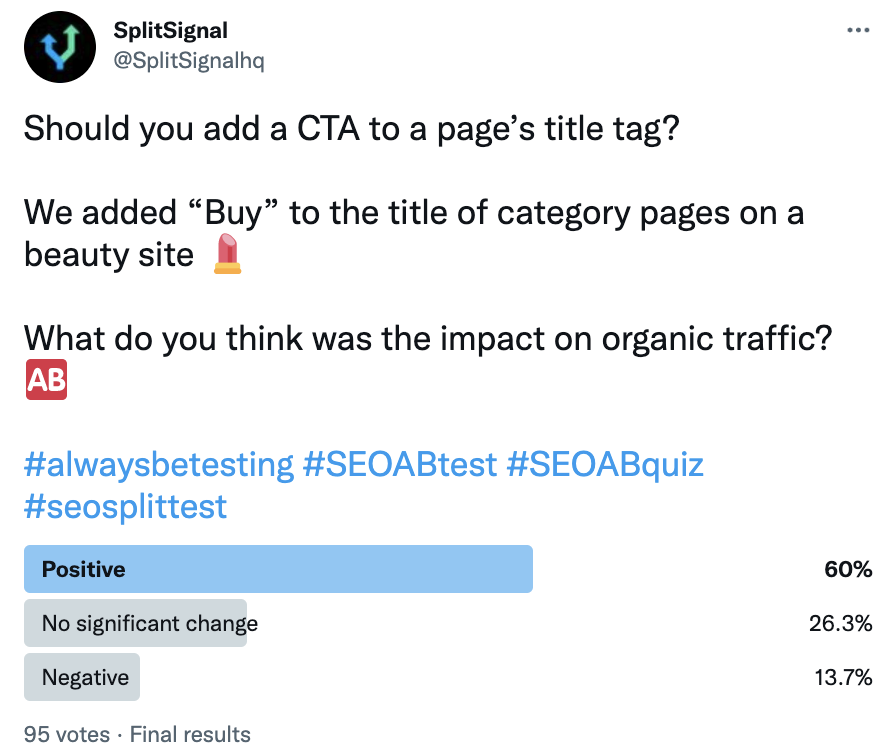 SplitSignal
@SplitSignalhq
Should you add a CTA to a page’s title tag?
We added “Buy” to the title of category pages on a
beauty site 💄
What do you think was the impact on organic traffic?
🆎
#alwaysbetesting #SEOABtest #SEOABquiz
#seosplittest
Positive 60%
No significant change 26.3%
Negative 13.7%
95 votes · Final results